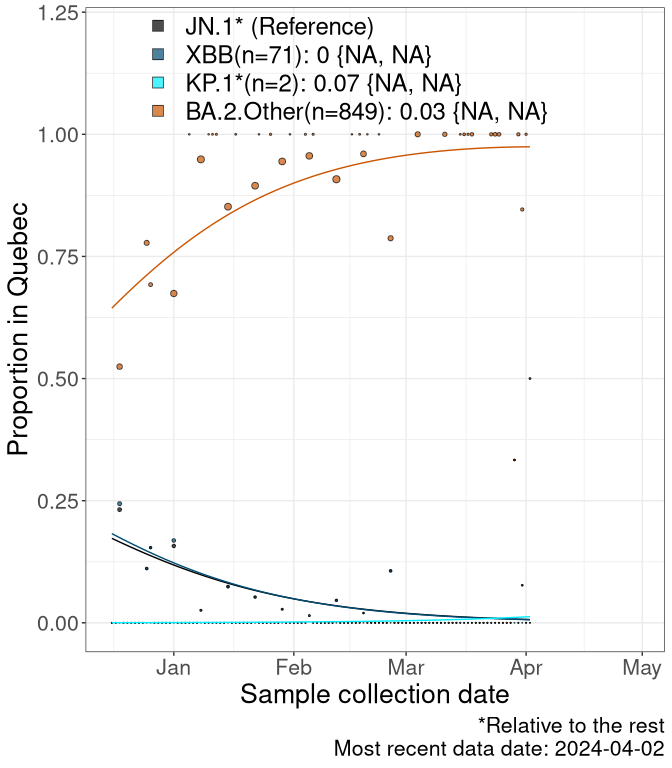 JN.1* (Reference)
XBB(n=71): 0 {NA, NA}
KP.1*(n=2): 0.07 {NA, NA}
BA.2.Other(n=849): 0.03 {NA, NA}
1.25
1.00
0.75
0.50
0.25
0.00
Proportion in Quebec
Jan Feb Mar Apr May
Sample collection date
*Relative to the rest
Most recent data date: 2024-04-02